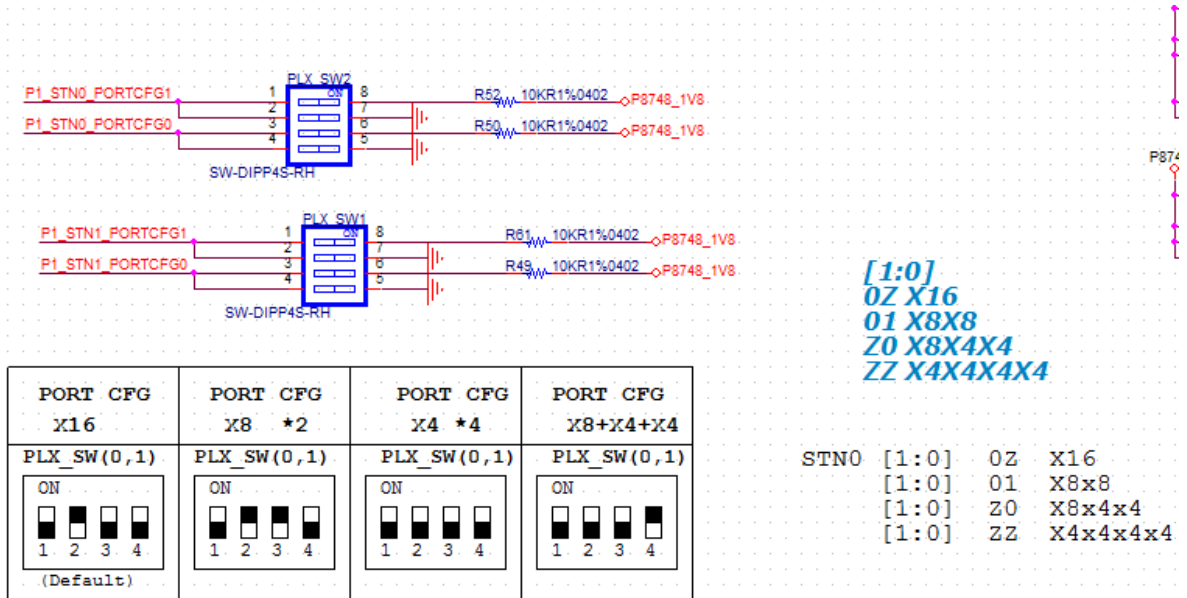 PLX_SW2
P1_STN0_PORTCFG1 1 ON 8 R52 10KR1%0402 P8748_1V8
2 7
P1_STN0_PORTCFG0 3 6 R50 10KR1%0402 P8748_1V8
4 5
SW-DIPP4S-RH
P874
PLX_SW1
P1_STN1_PORTCFG1 1 ON 8 R61 10KR1%0402 P8748_1V8
2 7
P1_STN1_PORTCFG0 3 6 R49 10KR1%0402 P8748_1V8
4 5
SW-DIPP4S-RH
[1:0]
0Z X16
01 X8X8
Z0 X8X4X4
ZZ X4X4X4X4
PORT CFG PORT CFG PORT CFG PORT CFG
X16 X8 *2 X4 *4 X8+X4+X4
PLX_SW(0,1) PLX_SW(0,1) PLX_SW(0,1) PLX_SW(0,1)
ON ON ON ON
1 2 3 4 1 2 3 4 1 2 3 4 1 2 3 4
(Default)
STN0 [1:0] 0Z X16
[1:0] 01 X8x8
[1:0] Z0 X8x4x4
[1:0] ZZ X4x4x4x4